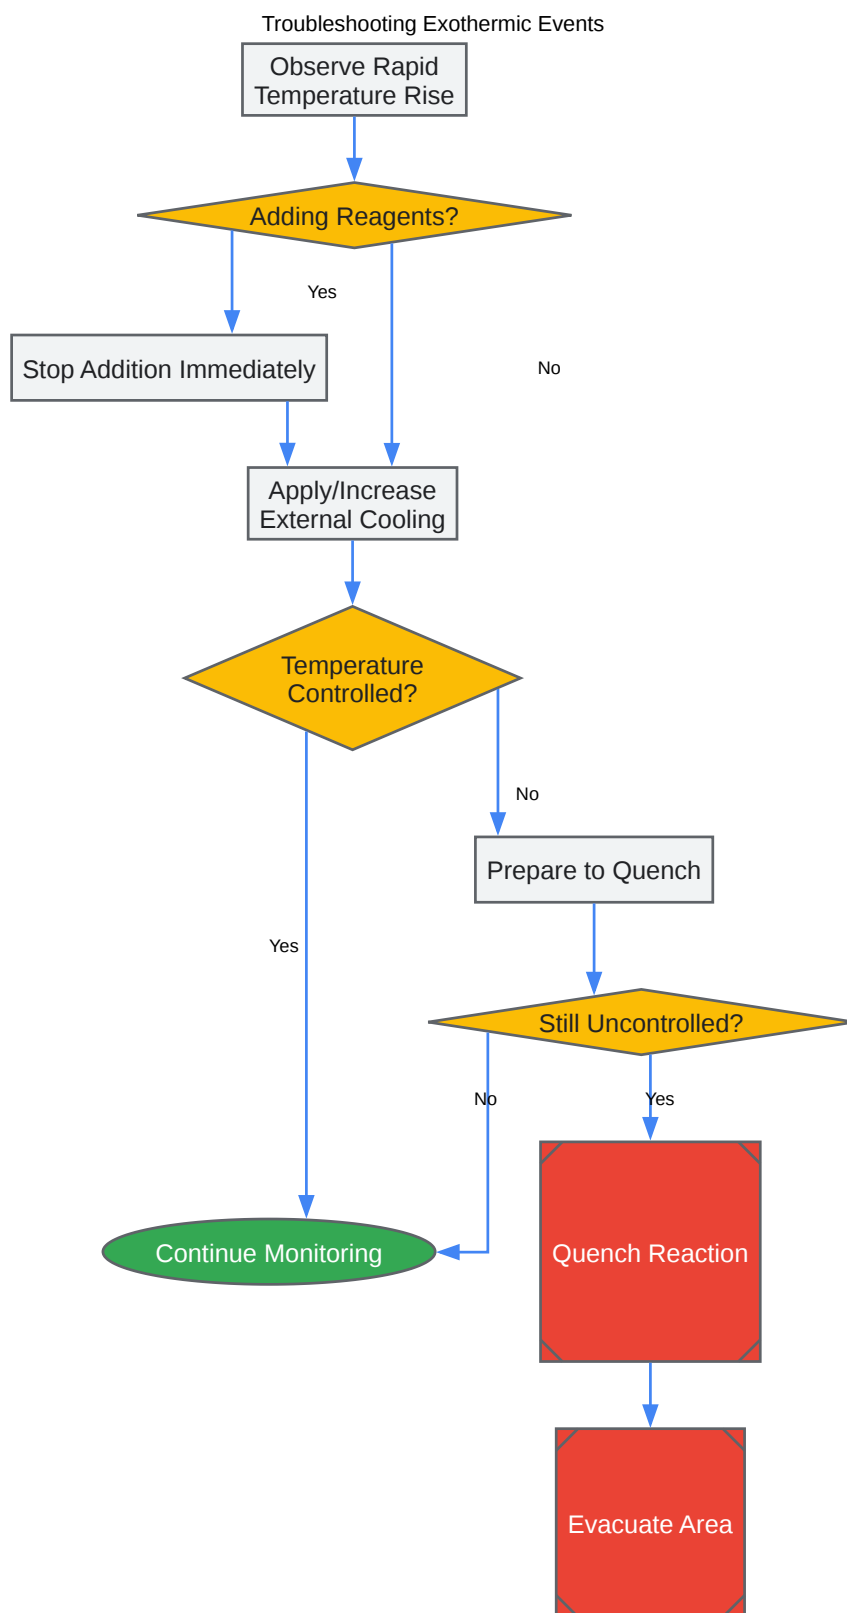 Troubleshooting Exothermic Events
Observe Rapid
Temperature Rise
Adding Reagents?
Yes
No
Stop Addition Immediately
Apply/Increase
External Cooling
Temperature
Controlled?
No
Prepare to Quench
Yes
Still Uncontrolled?
No
Yes
Continue Monitoring
Quench Reaction
Evacuate Area